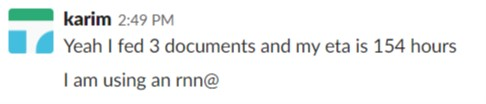 karim 2:49 PM
Yeah I fed 3 documents and my eta is 154 hours
I am using an rnn@